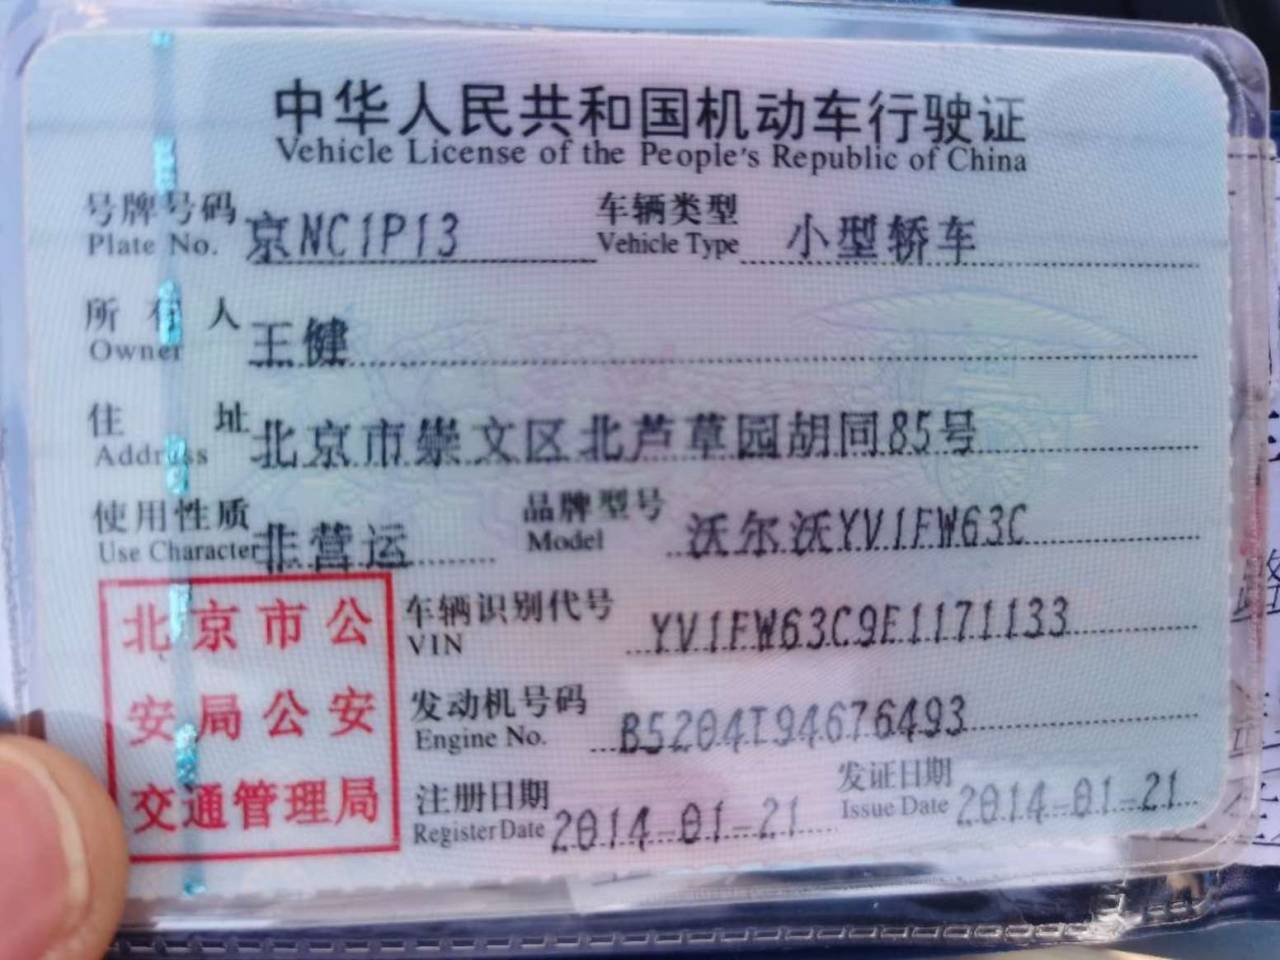 中华人民共和国机动车行驶证
Vehicle License of the People's Republic of China
号牌号码 京NC1P13 车辆类型 小型轿车
Plate No. Vehicle Type
所有人 王健
Owner
住址 北京市崇文区北芦草园胡同85号
Address
使用性质 非营运 品牌型号 沃尔沃YV1FW63C
Use Character Model
北京市公
安局公安
交通管理局
车辆识别代号 YV1FW63C9E1171133
VIN
发动机号码 B5204T94676493
Engine No.
注册日期 2014-01-21 发证日期 2014-01-21
Register Date Issue Date